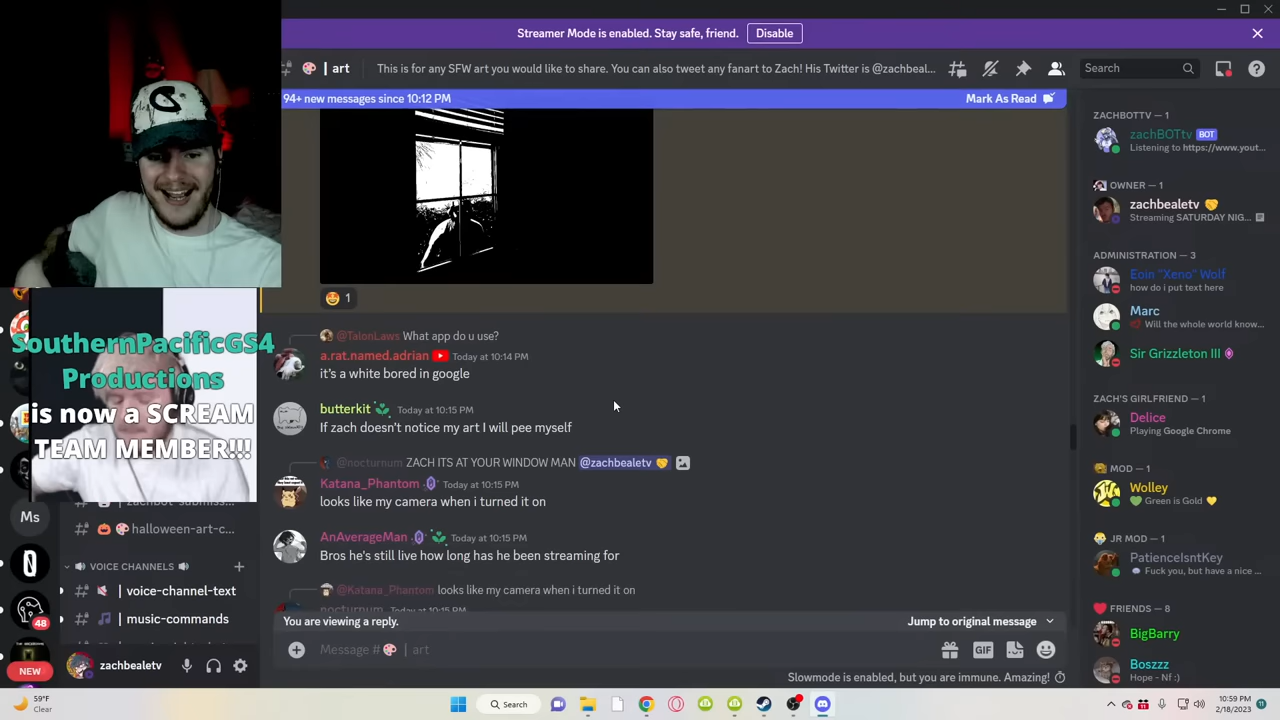 Streamer Mode is enabled. Stay safe, friend.
Disable
| art
This is for any SFW art you would like to share. You can also tweet any fanart to Zach! His Twitter is @zachbeal...
Search
94+ new messages since 10:12 PM
Mark As Read
1
@TalonLaws What app do u use?
a.rat.named.adrian Today at 10:14 PM
it's a white bored in google
butterkit Today at 10:15 PM
If zach doesn't notice my art I will pee myself
@nocturnum ZACH ITS AT YOUR WINDOW MAN @zachbealetv
Katana_Phantom Today at 10:15 PM
looks like my camera when i turned it on
AnAverageMan Today at 10:15 PM
Bros he's still live how long has he been streaming for
@Katana_Phantom looks like my camera when i turned it on
nocturnum Today at 10:15 PM
You are viewing a reply.
Jump to original message
Message # | art
GIF
Slowmode is enabled, but you are immune. Amazing!
SouthernPacificGS4
Productions
is now a SCREAM
TEAM MEMBER!!!
Ms
halloween-art-c...
VOICE CHANNELS
| voice-channel-text
| music-commands
48
NEW
zachbealetv
ZACHBOTTV — 1
zachBOTtv BOT
Listening to https://www.yout...
OWNER — 1
zachbealetv
Streaming SATURDAY NIG...
ADMINISTRATION — 3
Eoin "Xeno" Wolf
how do i put text here
Marc
Will the whole world know...
Sir Grizzleton III
ZACH'S GIRLFRIEND — 1
Delice
Playing Google Chrome
MOD — 1
Wolley
Green is Gold
JR MOD — 1
PatienceIsntKey
Fuck you, but have a nice ...
FRIENDS — 8
BigBarry
Boszzz
Hope - Nf :)
59°F
Clear
Search
10:59 PM
2/18/2023